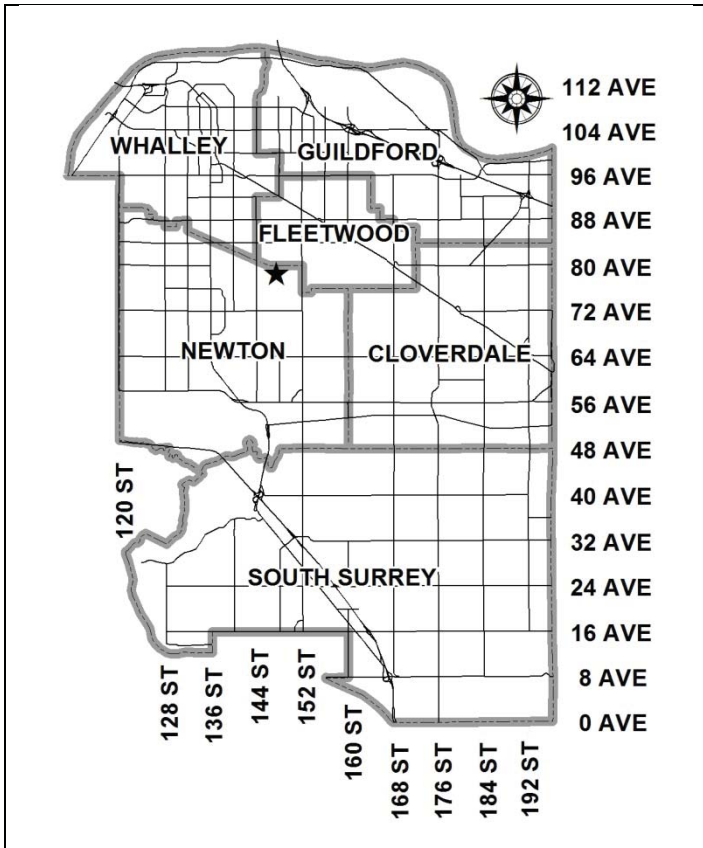 112 AVE
104 AVE
WHALLEY
GUILDFORD
96 AVE
88 AVE
FLEETWOOD
80 AVE
72 AVE
NEWTON
CLOVERDALE
64 AVE
56 AVE
48 AVE
120 ST
40 AVE
32 AVE
SOUTH SURREY
24 AVE
16 AVE
128 ST
136 ST
144 ST
152 ST
8 AVE
160 ST
0 AVE
168 ST
176 ST
184 ST
192 ST